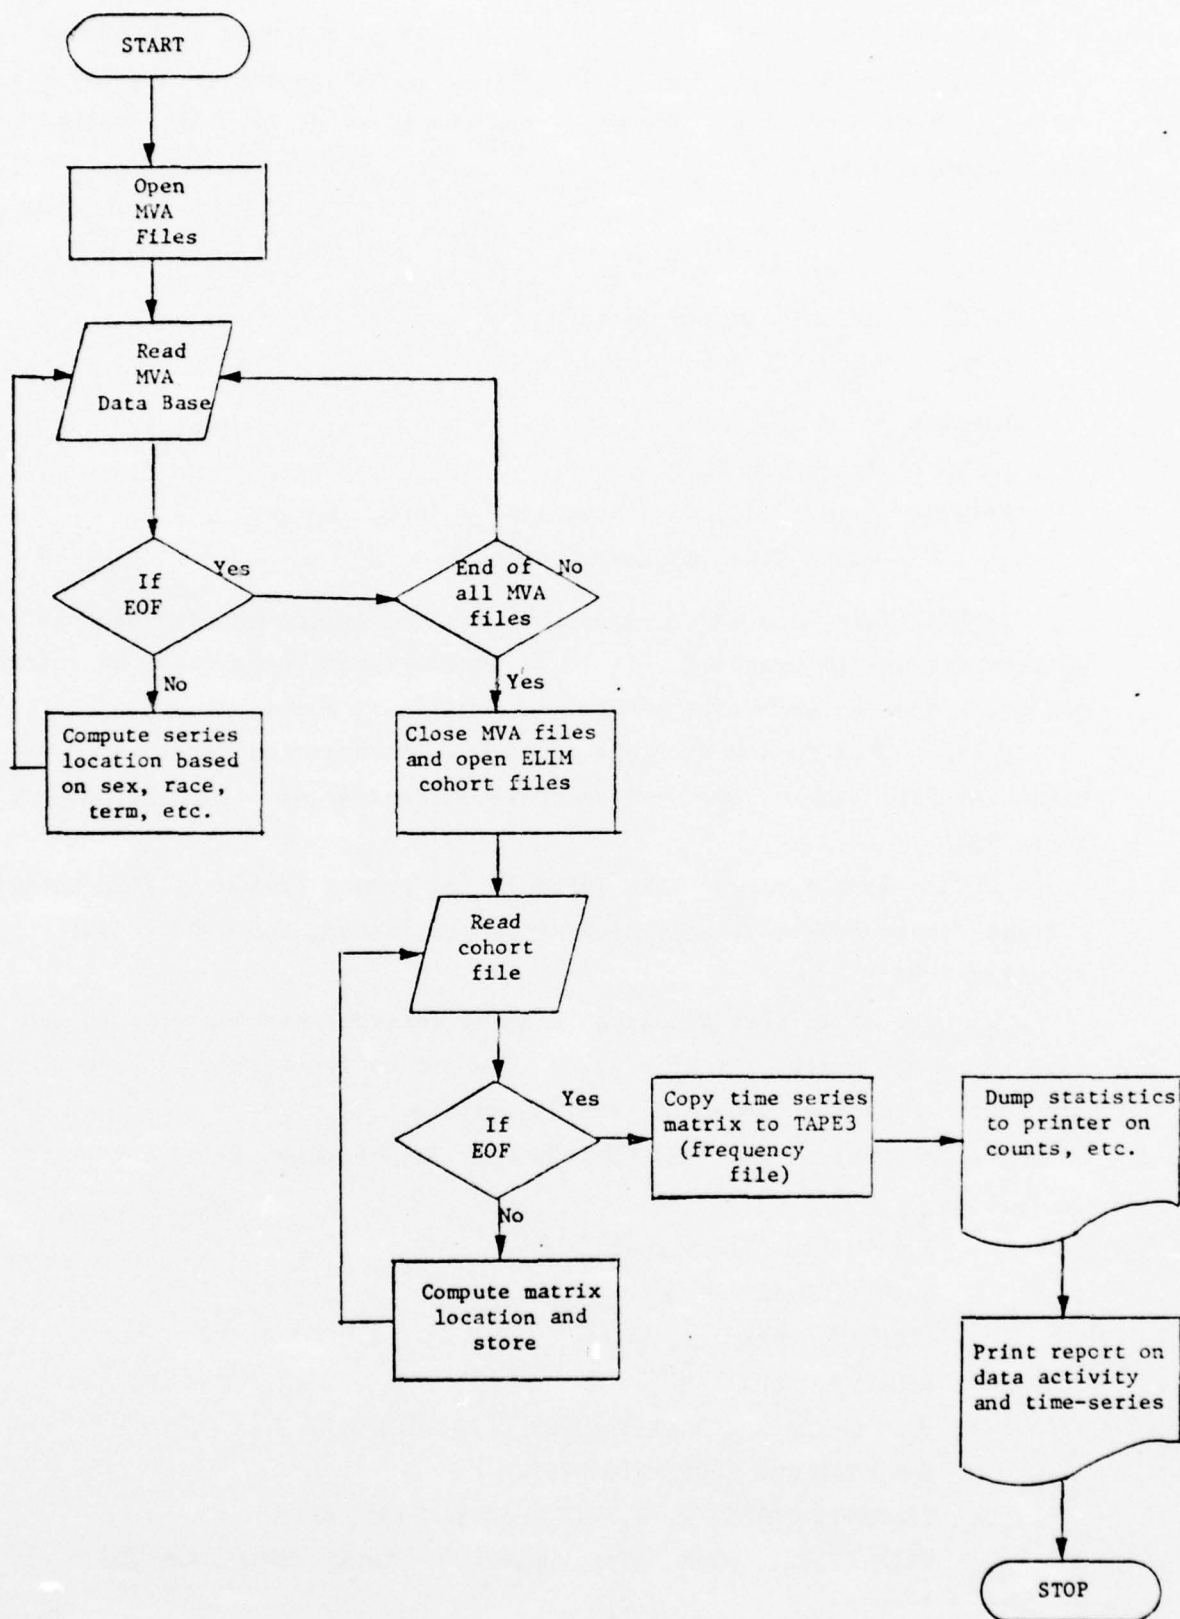 START
Open
MVA
Files
Read
MVA
Data Base
If
EOF
Yes
No
End of
all MVA
files
No
Yes
Compute series
location based
on sex, race,
term, etc.
Close MVA files
and open ELIM
cohort files
Read
cohort
file
If
EOF
Yes
No
Copy time series
matrix to TAPE3
(frequency
file)
Dump statistics
to printer on
counts, etc.
Compute matrix
location and
store
Print report on
data activity
and time-series
STOP